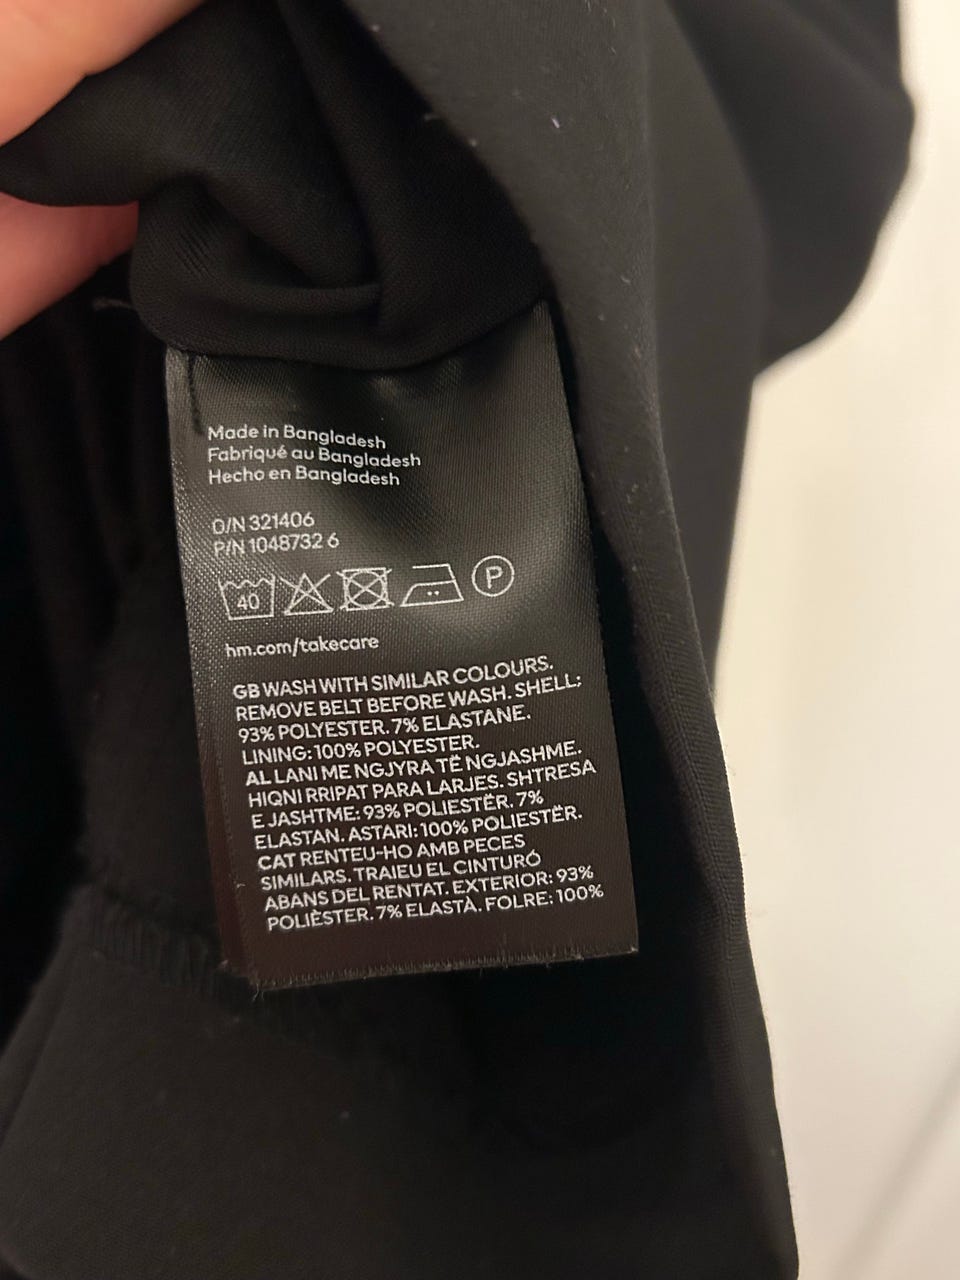 Made in Bangladesh
Fabriqué au Bangladesh
Hecho en Bangladesh
O/N 321406
P/N 1048732 6
40 P
hm.com/takecare
GB WASH WITH SIMILAR COLOURS.
REMOVE BELT BEFORE WASH. SHELL:
93% POLYESTER. 7% ELASTANE.
LINING: 100% POLYESTER.
AL LANI ME NGJYRA TË NGJASHME.
HIQNI RRIPAT PARA LARJES. SHTRESA
E JASHTME: 93% POLIESTËR. 7%
ELASTAN. ASTARI: 100% POLIESTËR.
CAT RENTEU-HO AMB PECES
SIMILARS. TRAIEU EL CINTURÓ
ABANS DEL RENTAT. EXTERIOR: 93%
POLIÈSTER. 7% ELASTÀ. FOLRE: 100%